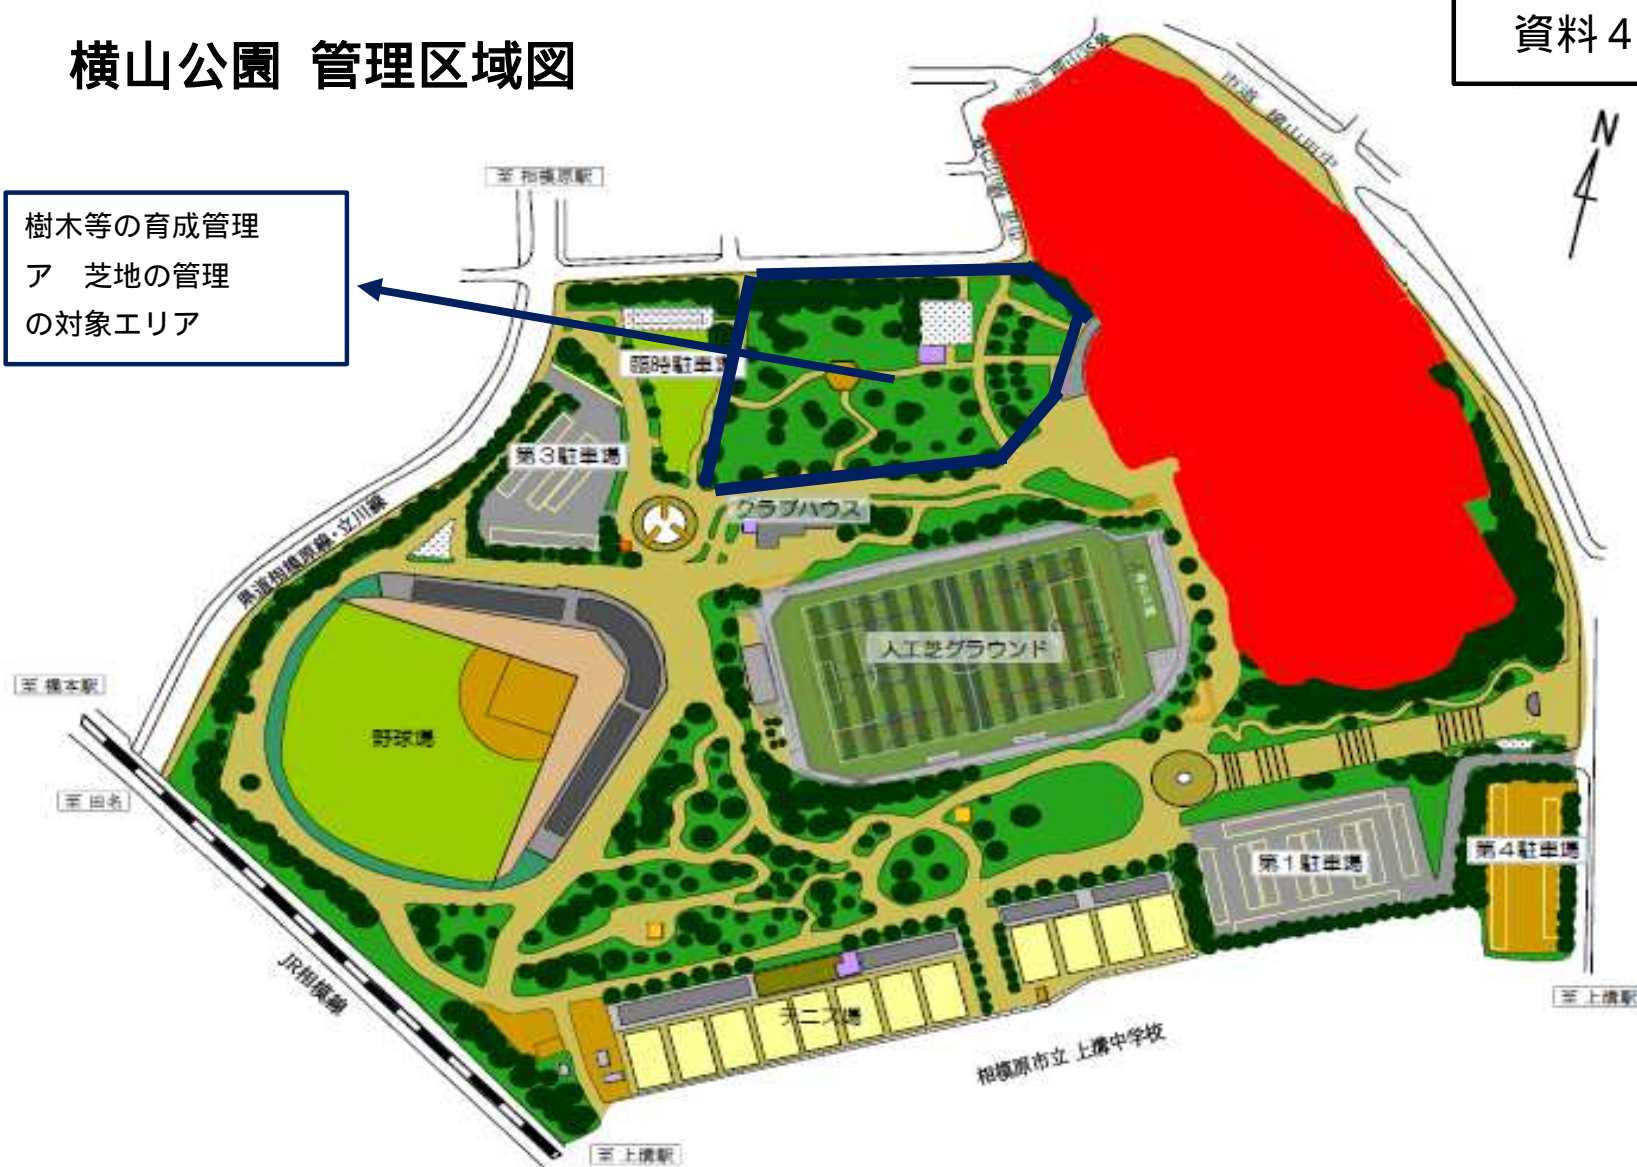 横山公園 管理区域図
資料４
N
市道 横山
至 相模原駅
樹木等の育成管理
ア 芝地の管理
の対象エリア
臨時駐車場
第３駐車場
クラブハウス
県道相模原線・立川線
人工芝グラウンド
至 橋本駅
野球場
至 田名
第１駐車場
第４駐車場
JR相模線
テニス場
至 上溝駅
相模原市立 上溝中学校
至 上溝駅